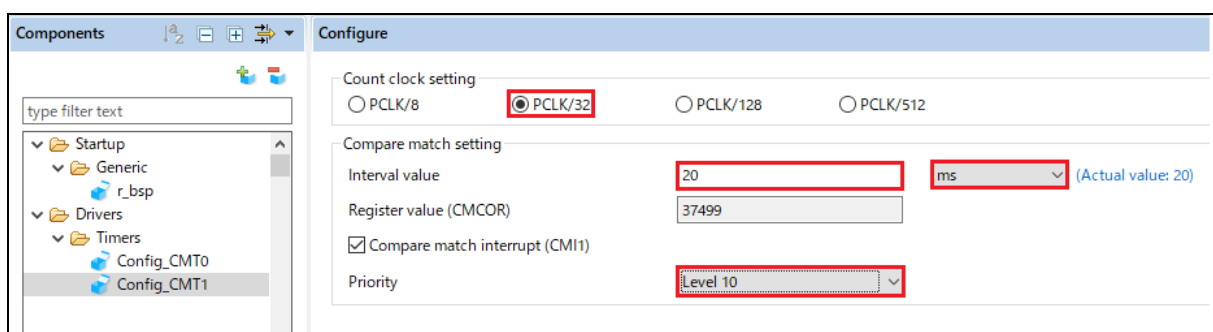 Components
Configure
type filter text
Startup
Generic
r_bsp
Drivers
Timers
Config_CMT0
Config_CMT1
Count clock setting
PCLK/8 PCLK/32 PCLK/128 PCLK/512
Compare match setting
Interval value 20 ms (Actual value: 20)
Register value (CMCOR) 37499
Compare match interrupt (CMI1)
Priority Level 10